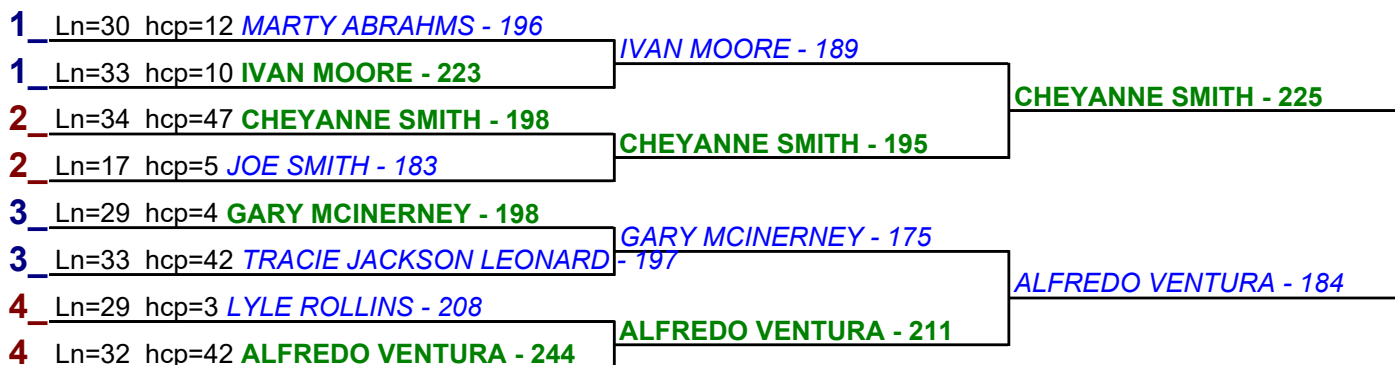 1_ Ln=30 hcp=12 MARTY ABRAHMS - 196
1_ Ln=33 hcp=10 IVAN MOORE - 223
2_ Ln=34 hcp=47 CHEYANNE SMITH - 198
2_ Ln=17 hcp=5 JOE SMITH - 183
3_ Ln=29 hcp=4 GARY MCINERNEY - 198
3_ Ln=33 hcp=42 TRACIE JACKSON LEONARD - 197
4_ Ln=29 hcp=3 LYLE ROLLINS - 208
4 Ln=32 hcp=42 ALFREDO VENTURA - 244
IVAN MOORE - 189
CHEYANNE SMITH - 195
GARY MCINERNEY - 175
ALFREDO VENTURA - 211
CHEYANNE SMITH - 225
ALFREDO VENTURA - 184